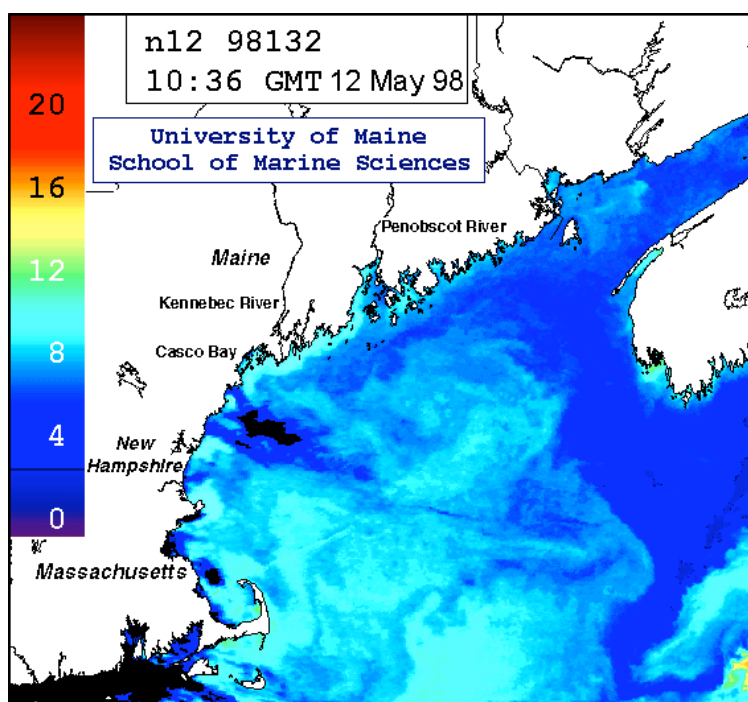 n12 98132
10:36 GMT 12 May 98
University of Maine
School of Marine Sciences
20
16
12
8
4
0
Penobscot River
Maine
Kennebec River
Casco Bay
New
Hampshire
Massachusetts